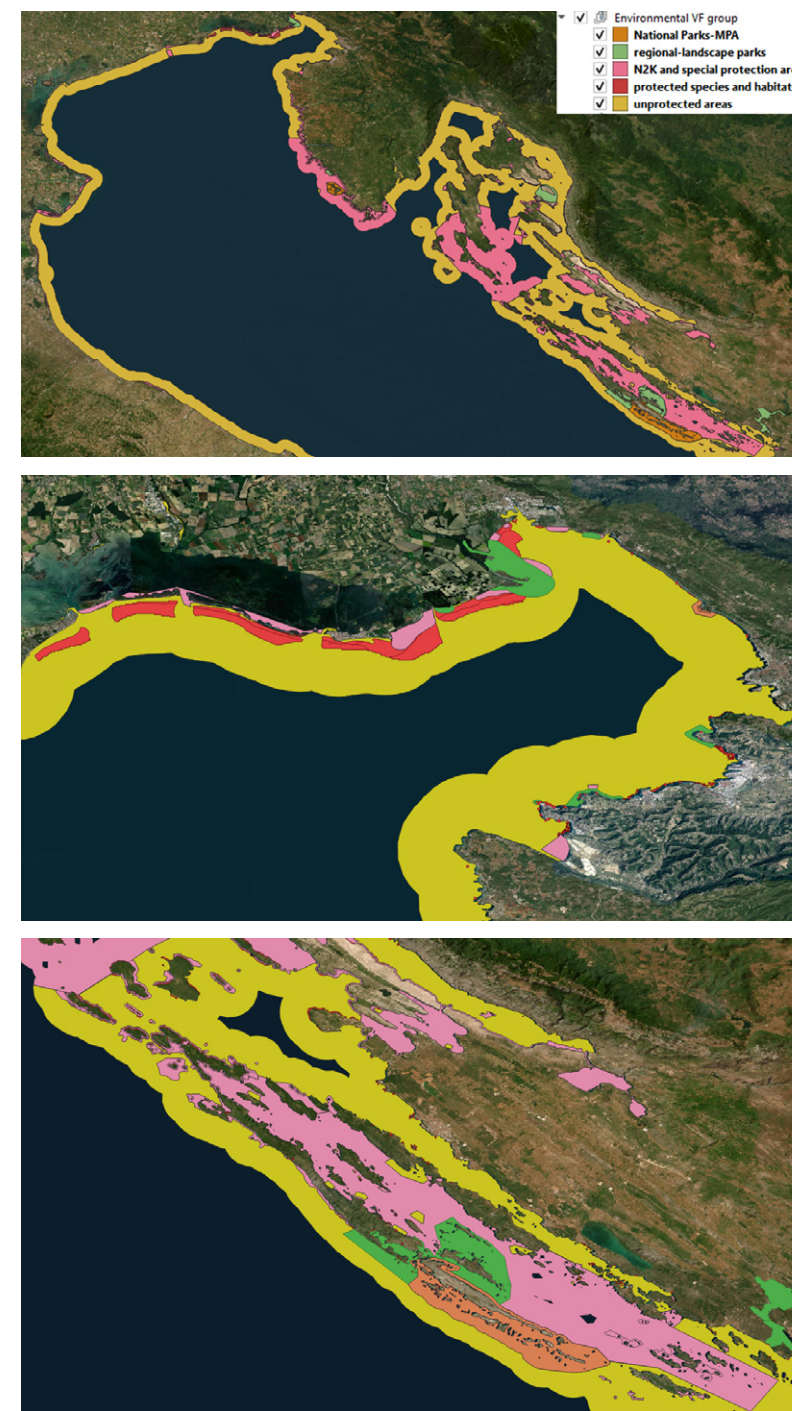 Environmental VF group
National Parks-MPA
regional-landscape parks
N2K and special protection are
protected species and habitat
unprotected areas